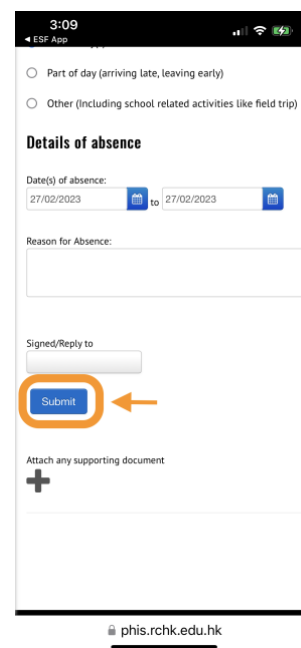 3:09
◀ ESF App
Part of day (arriving late, leaving early)
Other (Including school related activities like field trip)
Details of absence
Date(s) of absence:
27/02/2023 to 27/02/2023
Reason for Absence:
Signed/Reply to
Submit
Attach any supporting document
phis.rchk.edu.hk